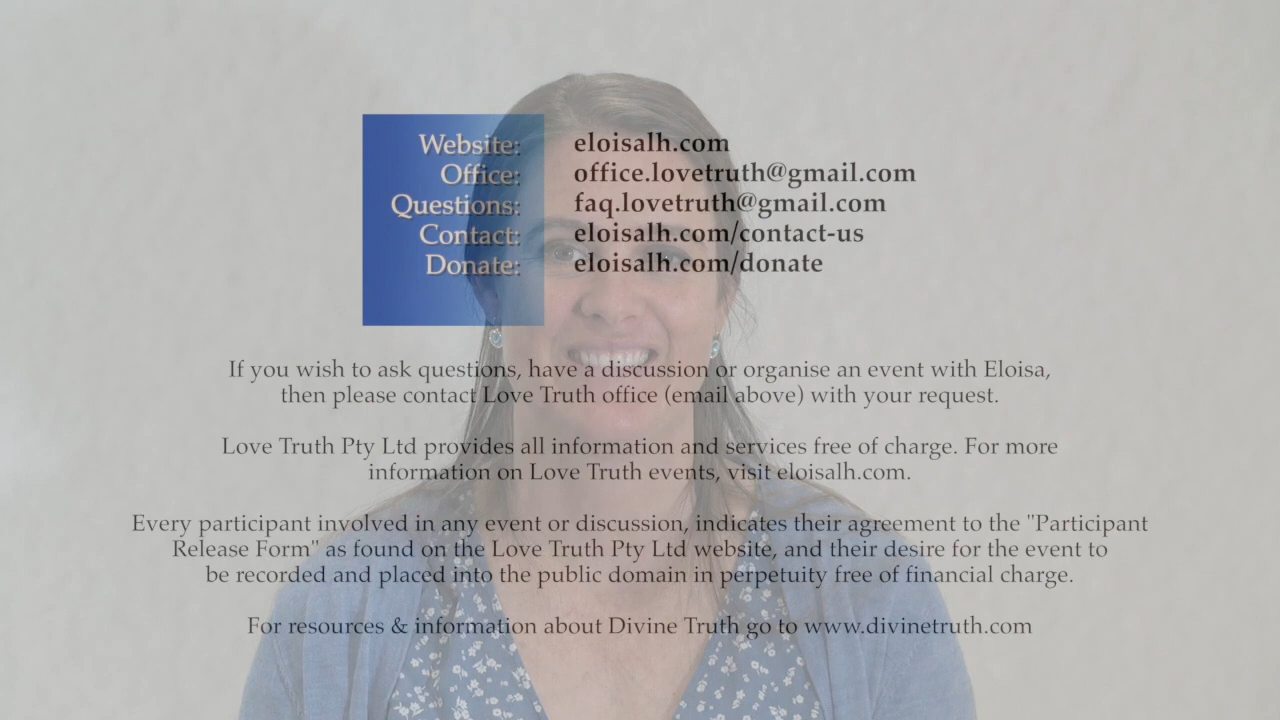 Website: eloisalh.com
Office: office.lovetruth@gmail.com
Questions: faq.lovetruth@gmail.com
Contact: eloisalh.com/contact-us
Donate: eloisalh.com/donate
If you wish to ask questions, have a discussion or organise an event with Eloisa,
then please contact Love Truth office (email above) with your request.
Love Truth Pty Ltd provides all information and services free of charge. For more
information on Love Truth events, visit eloisalh.com.
Every participant involved in any event or discussion, indicates their agreement to the "Participant
Release Form" as found on the Love Truth Pty Ltd website, and their desire for the event to
be recorded and placed into the public domain in perpetuity free of financial charge.
For resources & information about Divine Truth go to www.divinetruth.com